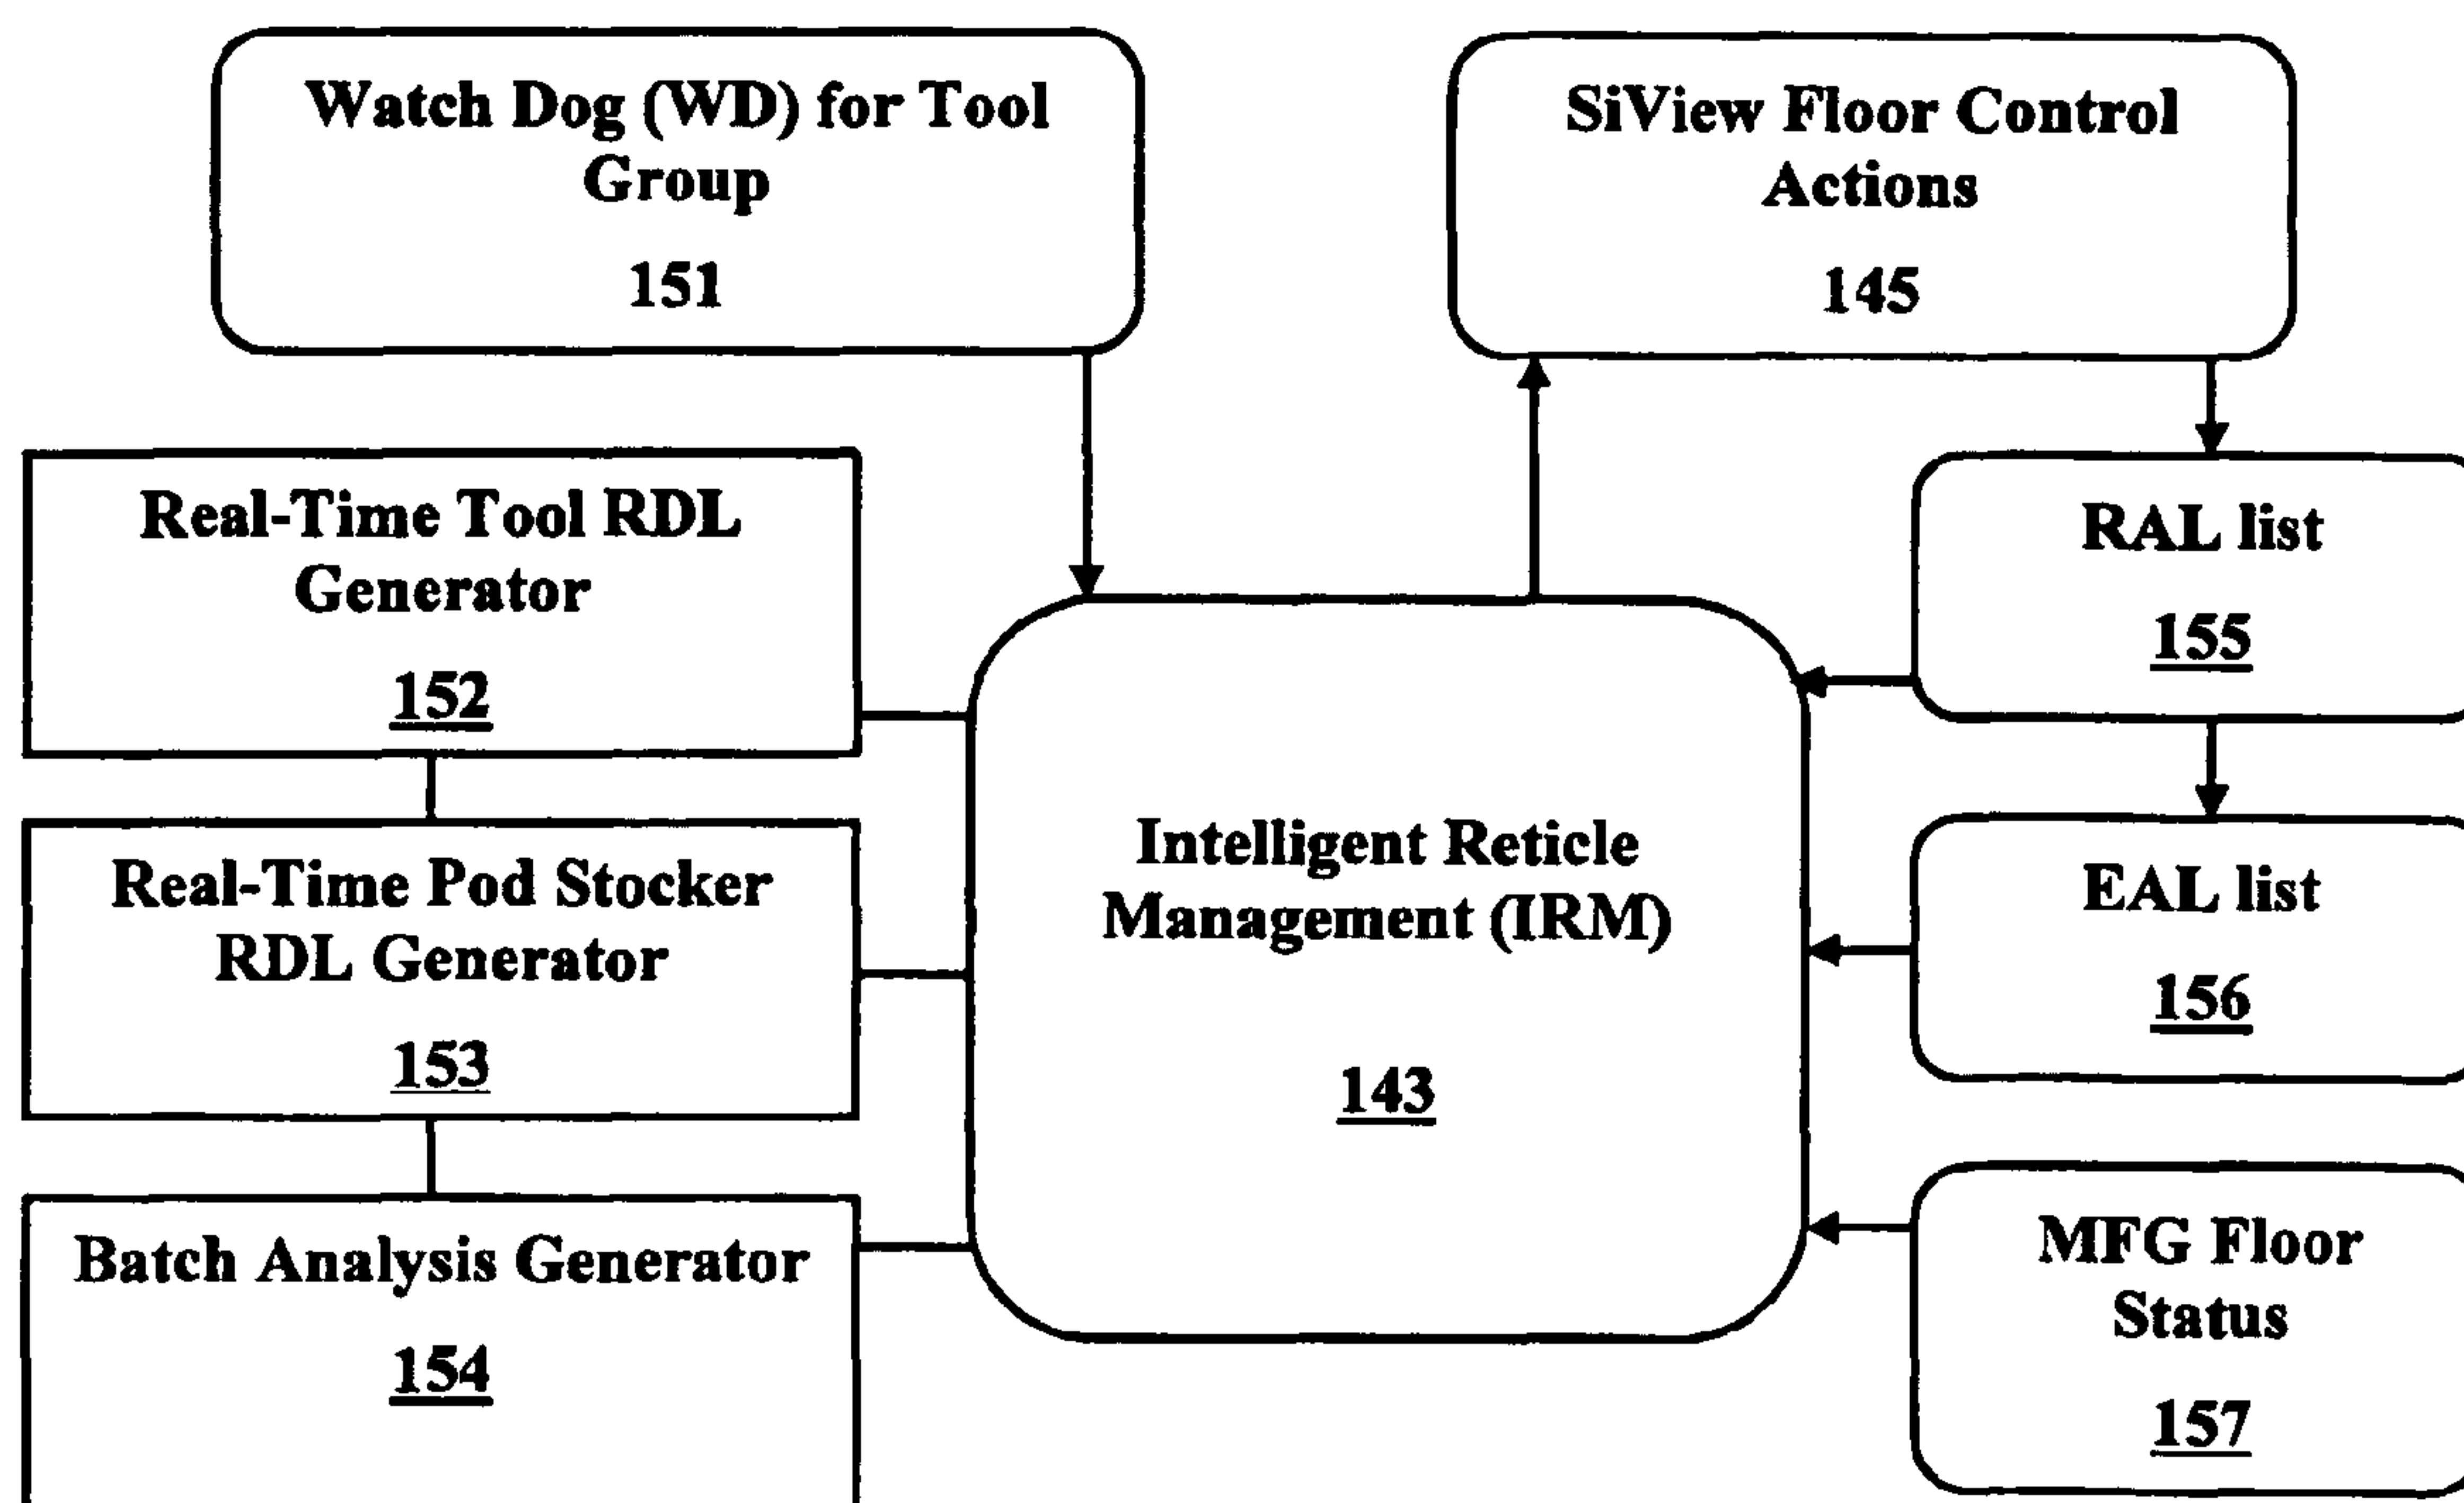 Watch Dog (WD) for Tool
Group
151
SiView Floor Control
Actions
145
Real-Time Tool RDL
Generator
152
RAL list
155
Real-Time Pod Stocker
RDL Generator
153
Intelligent Reticle
Management (IRM)
143
EAL list
156
Batch Analysis Generator
154
MFG Floor
Status
157